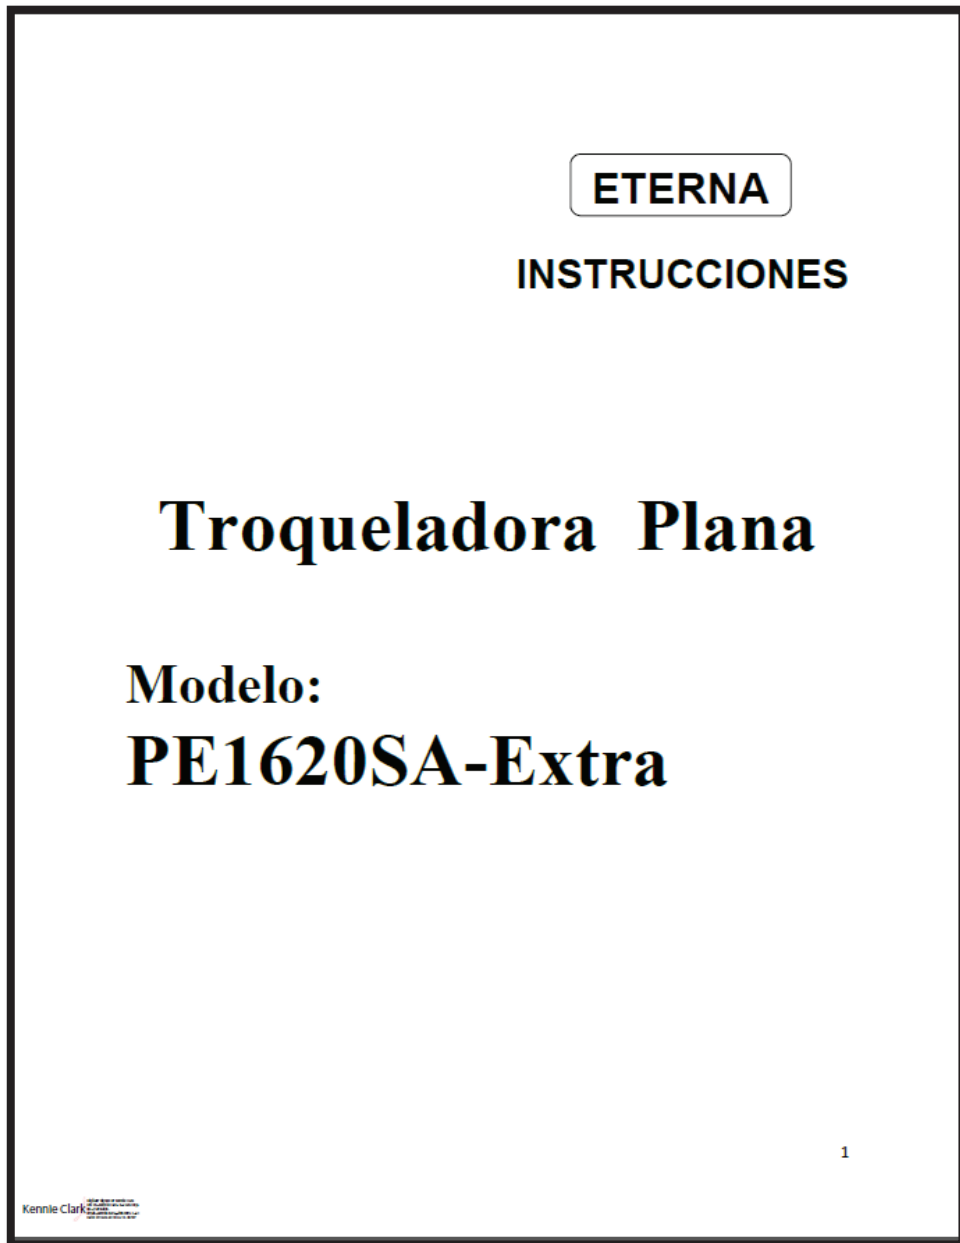 ETERNA
INSTRUCCIONES
Troqueladora Plana
Modelo:
PE1620SA-Extra
1
Kennie Clark